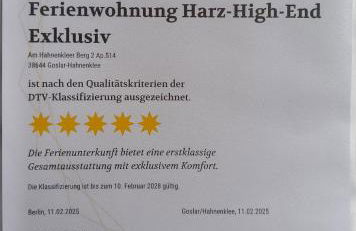 Ferienwohnung Harz-High-End
Exklusiv
Am Hahnenkleer Berg 2 Ap.514
38644 Goslar-Hahnenklee
ist nach den Qualitätskriterien der
DTV-Klassifizierung ausgezeichnet.
Die Ferienunterkunft bietet eine erstklassige
Gesamtausstattung mit exklusivem Komfort.
Die Klassifizierung ist bis zum 10. Februar 2028 gültig.
Berlin, 11.02.2025 Goslar/Hahnenklee, 11.02.2025